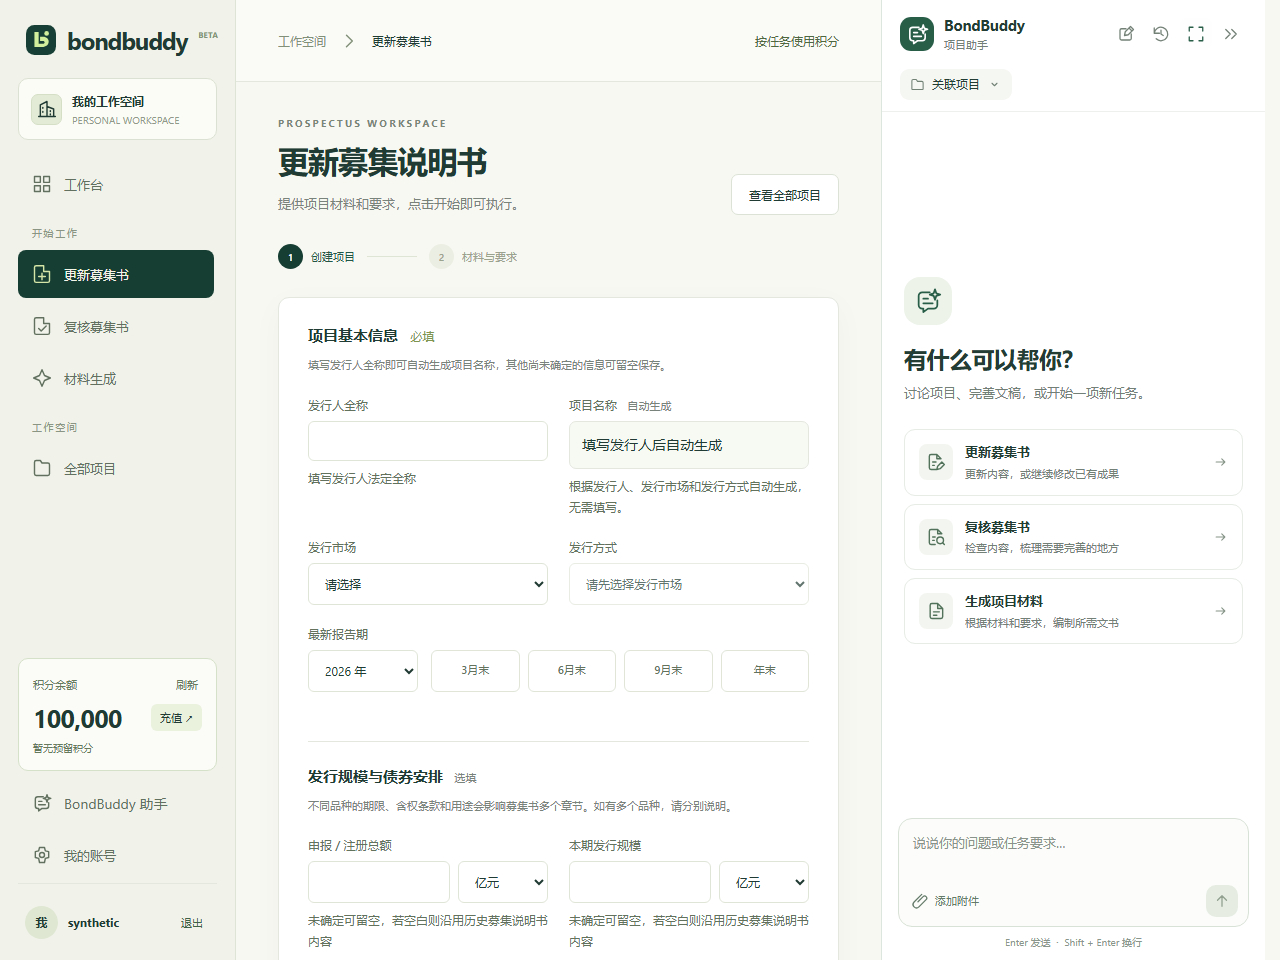 bondbuddy BETA
我的工作空间
PERSONAL WORKSPACE
工作台
开始工作
更新募集书
复核募集书
材料生成
工作空间
全部项目
积分余额 刷新
100,000 充值 ↗
暂无预留积分
BondBuddy 助手
我的账号
我 synthetic 退出
工作空间 更新募集书 按任务使用积分
PROSPECTUS WORKSPACE
更新募集说明书
提供项目材料和要求，点击开始即可执行。
查看全部项目
1 创建项目 2 材料与要求
项目基本信息 必填
填写发行人全称即可自动生成项目名称，其他尚未确定的信息可留空保存。
发行人全称
填写发行人法定全称
项目名称 自动生成
填写发行人后自动生成
根据发行人、发行市场和发行方式自动生成，
无需填写。
发行市场
请选择
发行方式
请先选择发行市场
最新报告期
2026 年 3月末 6月末 9月末 年末
发行规模与债券安排 选填
不同品种的期限、含权条款和用途会影响募集书多个章节。如有多个品种，请分别说明。
申报 / 注册总额
亿元
未确定可留空，若空白则沿用历史募集说明书
内容
本期发行规模
亿元
未确定可留空，若空白则沿用历史募集说明书
内容
BondBuddy
项目助手
关联项目
有什么可以帮你？
讨论项目、完善文稿，或开始一项新任务。
更新募集书
更新内容，或继续修改已有成果
复核募集书
检查内容，梳理需要完善的地方
生成项目材料
根据材料和要求，编制所需文书
说说你的问题或任务要求...
添加附件
Enter 发送 · Shift + Enter 换行